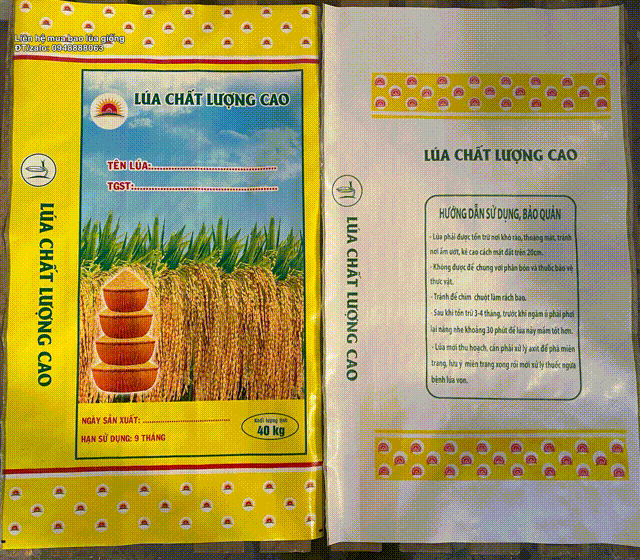 Liên hệ mua bao lúa giống
ĐT/zalo: 0948888063
LÚA CHẤT LƯỢNG CAO
TÊN LÚA:
TGST:
LÚA CHẤT LƯỢNG CAO
NGÀY SẢN XUẤT:
HẠN SỬ DỤNG: 9 THÁNG
Khối lượng tịnh
40 kg
LÚA CHẤT LƯỢNG CAO
LÚA CHẤT LƯỢNG CAO
HƯỚNG DẪN SỬ DỤNG, BẢO QUẢN
- Lúa phải được tồn trữ nơi khô ráo, thoáng mát, tránh
nơi ẩm ướt, kê cao cách mặt đất trên 20cm.
- Không được để chung với phân bón và thuốc bảo vệ
thực vật.
- Tránh để chim chuột làm rách bao.
- Sau khi tồn trữ 3-4 tháng, trước khi ngâm ủ phải phơi
lại nắng nhẹ khoảng 30 phút để lúa nảy mầm tốt hơn.
- Lúa mới thu hoạch, cần phải xử lý axit để phá miên
trạng, lưu ý miên trạng xong rồi mới xử lý thuốc ngừa
bệnh lúa von.